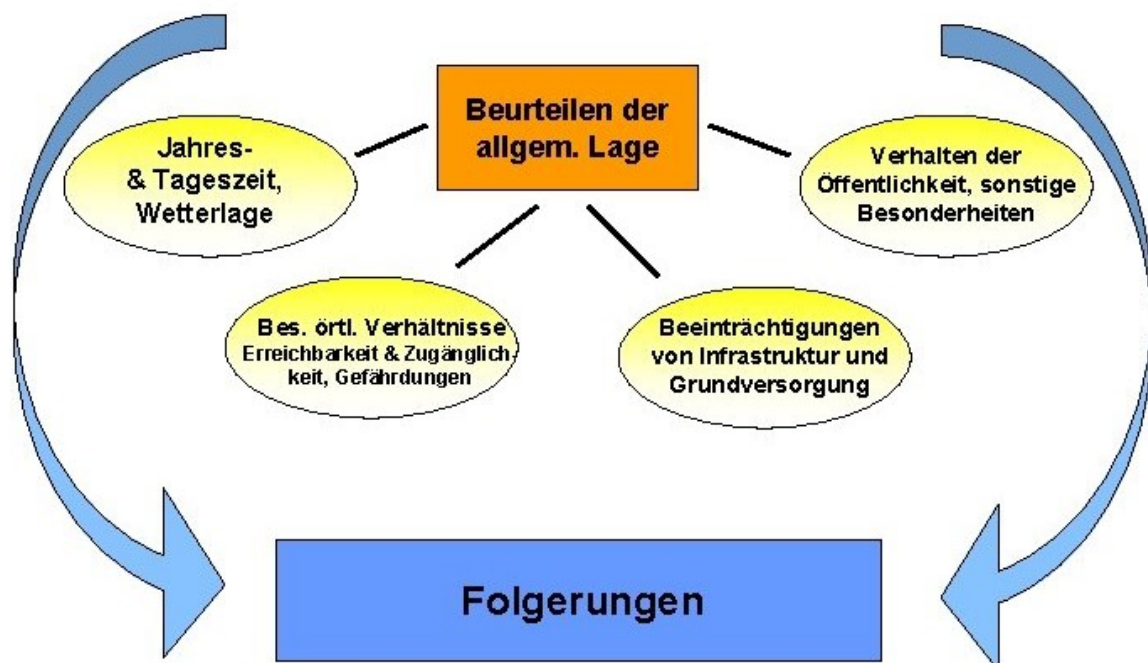 Beurteilen der
allgem. Lage
Jahres-
& Tageszeit,
Wetterlage
Verhalten der
Öffentlichkeit, sonstige
Besonderheiten
Bes. örtl. Verhältnisse
Erreichbarkeit & Zugänglich-
keit, Gefährdungen
Beeinträchtigungen
von Infrastruktur und
Grundversorgung
Folgerungen